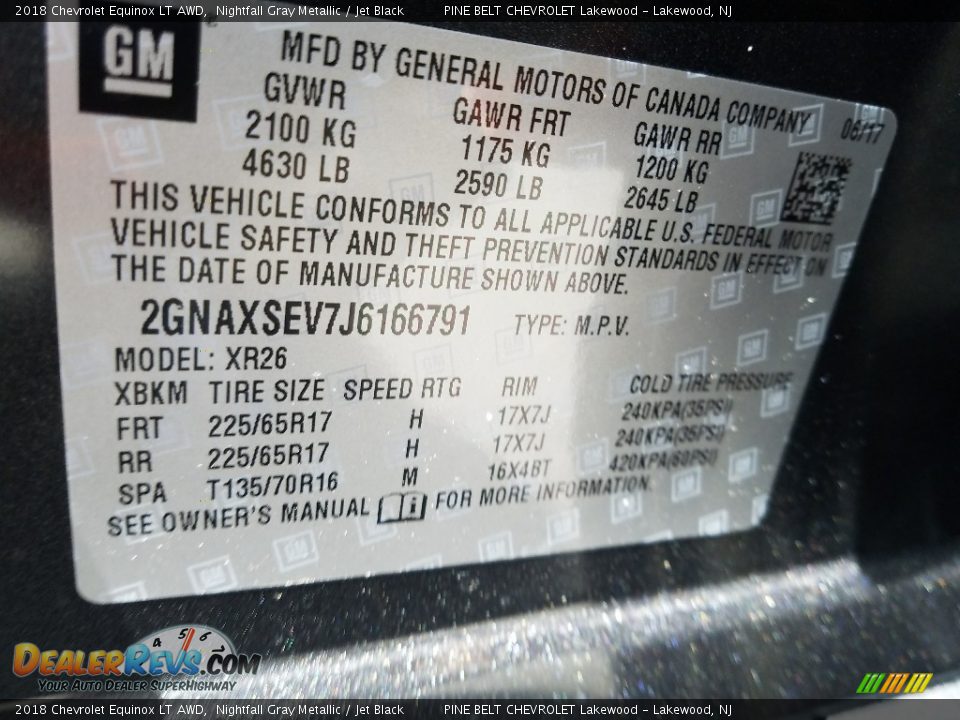 2018 Chevrolet Equinox LT AWD, Nightfall Gray Metallic / Jet Black PINE BELT CHEVROLET Lakewood - Lakewood, NJ
GM
MFD BY GENERAL MOTORS OF CANADA COMPANY
GVWR GAWR FRT GAWR RR 06/17
2100 KG 1175 KG 1200 KG
4630 LB 2590 LB 2645 LB
THIS VEHICLE CONFORMS TO ALL APPLICABLE U.S. FEDERAL MOTOR
VEHICLE SAFETY AND THEFT PREVENTION STANDARDS IN EFFECT ON
THE DATE OF MANUFACTURE SHOWN ABOVE.
2GNAXSEV7J6166791 TYPE: M.P.V.
MODEL: XR26
XBKM TIRE SIZE SPEED RTG RIM COLD TIRE PRESSURE
FRT 225/65R17 H 17X7J 240KPA(35PSI)
RR 225/65R17 H 17X7J 240KPA(35PSI)
SPA T135/70R16 M 16X4BT 420KPA(60PSI)
SEE OWNER'S MANUAL i FOR MORE INFORMATION.
4 5 6
DEALERREVS.COM
YOUR AUTO DEALER SUPERHIGHWAY
2018 Chevrolet Equinox LT AWD, Nightfall Gray Metallic / Jet Black PINE BELT CHEVROLET Lakewood - Lakewood, NJ